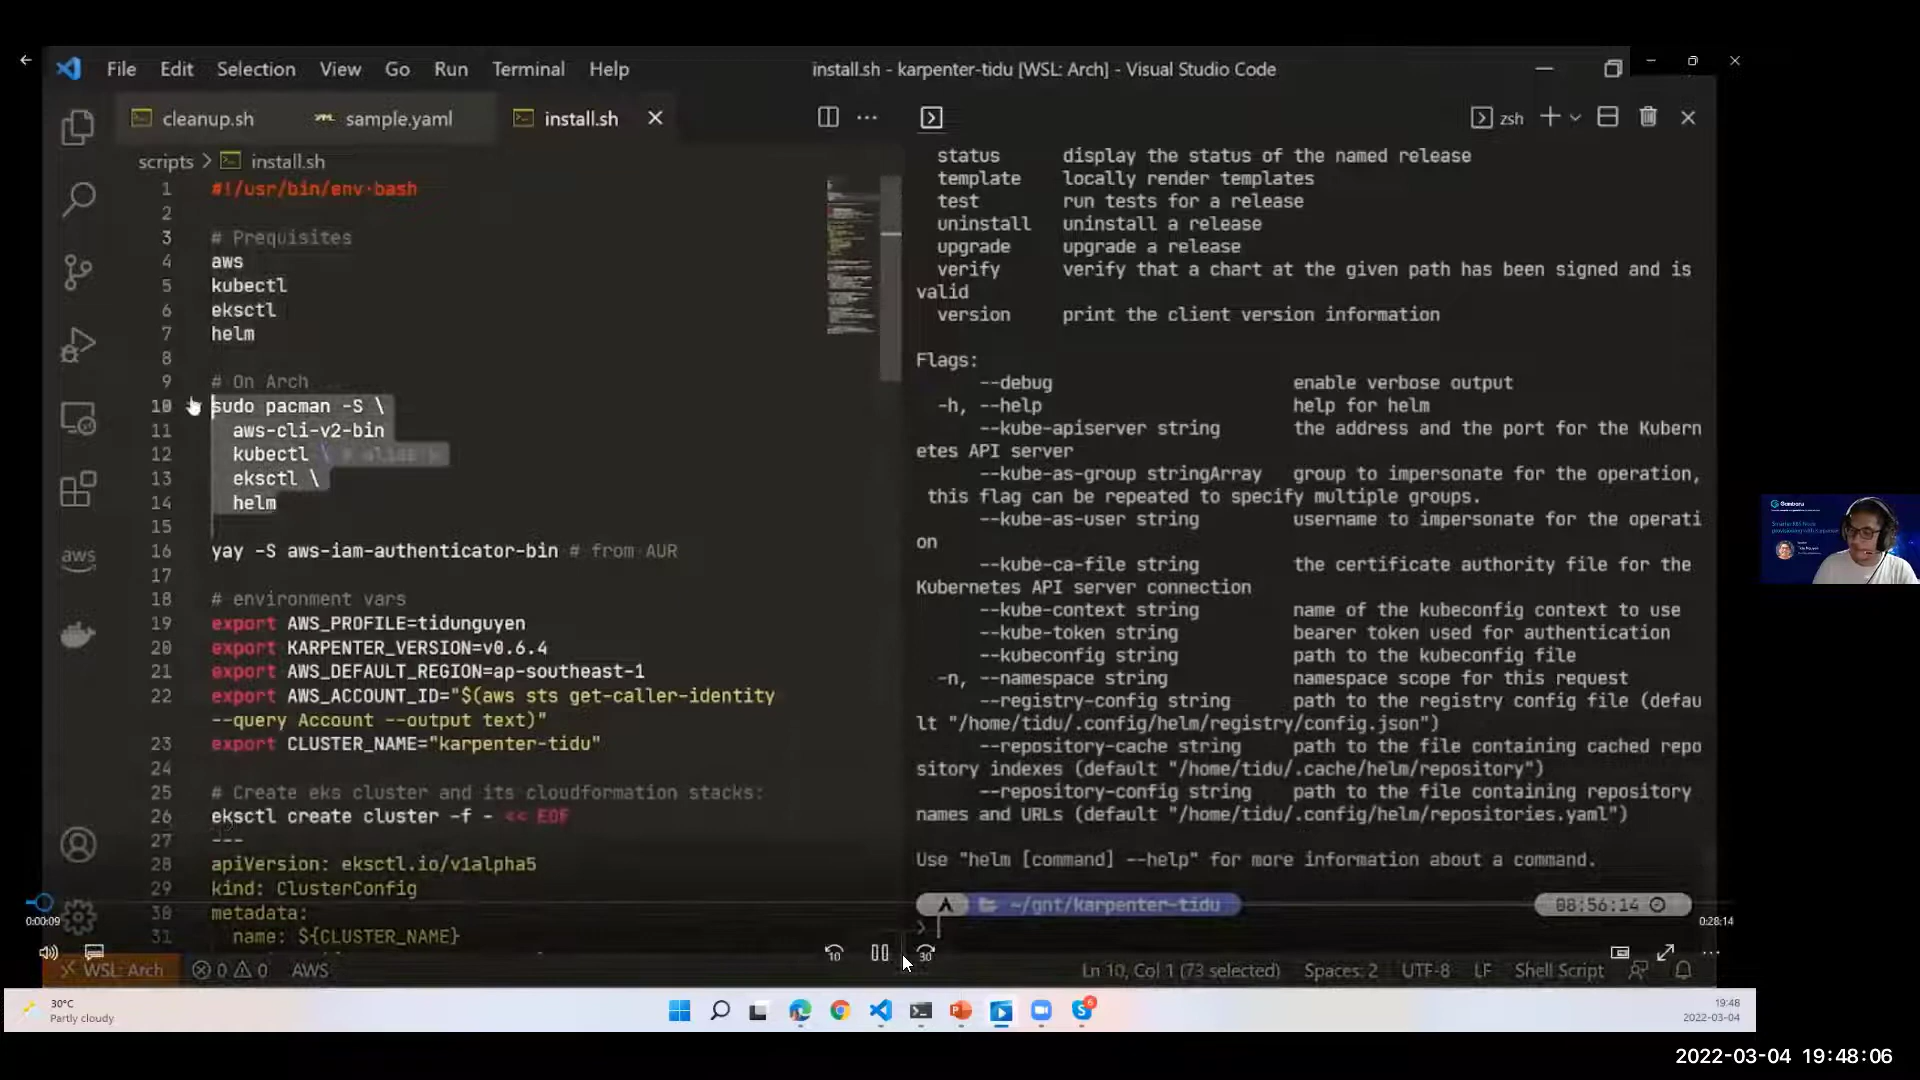 File Edit Selection View Go Run Terminal Help
install.sh - karpenter-tidu [WSL: Arch] - Visual Studio Code
cleanup.sh
sample.yaml
install.sh
scripts > install.sh
1 #!/usr/bin/env·bash
2
3 # Prequisites
4 aws
5 kubectl
6 eksctl
7 helm
8
9 # On Arch
10 sudo pacman -S \
11 aws-cli-v2-bin
12 kubectl \
13 eksctl \
14 helm
15
16 yay -S aws-iam-authenticator-bin # from AUR
17
18 # environment vars
19 export AWS_PROFILE=tidunguyen
20 export KARPENTER_VERSION=v0.6.4
21 export AWS_DEFAULT_REGION=ap-southeast-1
22 export AWS_ACCOUNT_ID="$(aws sts get-caller-identity
--query Account --output text)"
23 export CLUSTER_NAME="karpenter-tidu"
24
25 # Create eks cluster and its cloudformation stacks:
26 eksctl create cluster -f - << EOF
27 ---
28 apiVersion: eksctl.io/v1alpha5
29 kind: ClusterConfig
30 metadata:
31 name: ${CLUSTER_NAME}
aws
zsh
status display the status of the named release
template locally render templates
test run tests for a release
uninstall uninstall a release
upgrade upgrade a release
verify verify that a chart at the given path has been signed and is
valid
version print the client version information
Flags:
--debug enable verbose output
-h, --help help for helm
--kube-apiserver string the address and the port for the Kubern
etes API server
--kube-as-group stringArray group to impersonate for the operation,
this flag can be repeated to specify multiple groups.
--kube-as-user string username to impersonate for the operati
on
--kube-ca-file string the certificate authority file for the
Kubernetes API server connection
--kube-context string name of the kubeconfig context to use
--kube-token string bearer token used for authentication
--kubeconfig string path to the kubeconfig file
-n, --namespace string namespace scope for this request
--registry-config string path to the registry config file (defau
lt "/home/tidu/.config/helm/registry/config.json")
--repository-cache string path to the file containing cached repo
sitory indexes (default "/home/tidu/.cache/helm/repository")
--repository-config string path to the file containing repository
names and URLs (default "/home/tidu/.config/helm/repositories.yaml")
Use "helm [command] --help" for more information about a command.
~/gnt/karpenter-tidu
08:56:14
0:00:09
0:28:14
10
30
WSL: Arch 0 0 AWS
Ln 10, Col 1 (73 selected) Spaces: 2 UTF-8 LF Shell Script
30°C
Partly cloudy
6
19:48
2022-03-04
2022-03-04 19:48:06